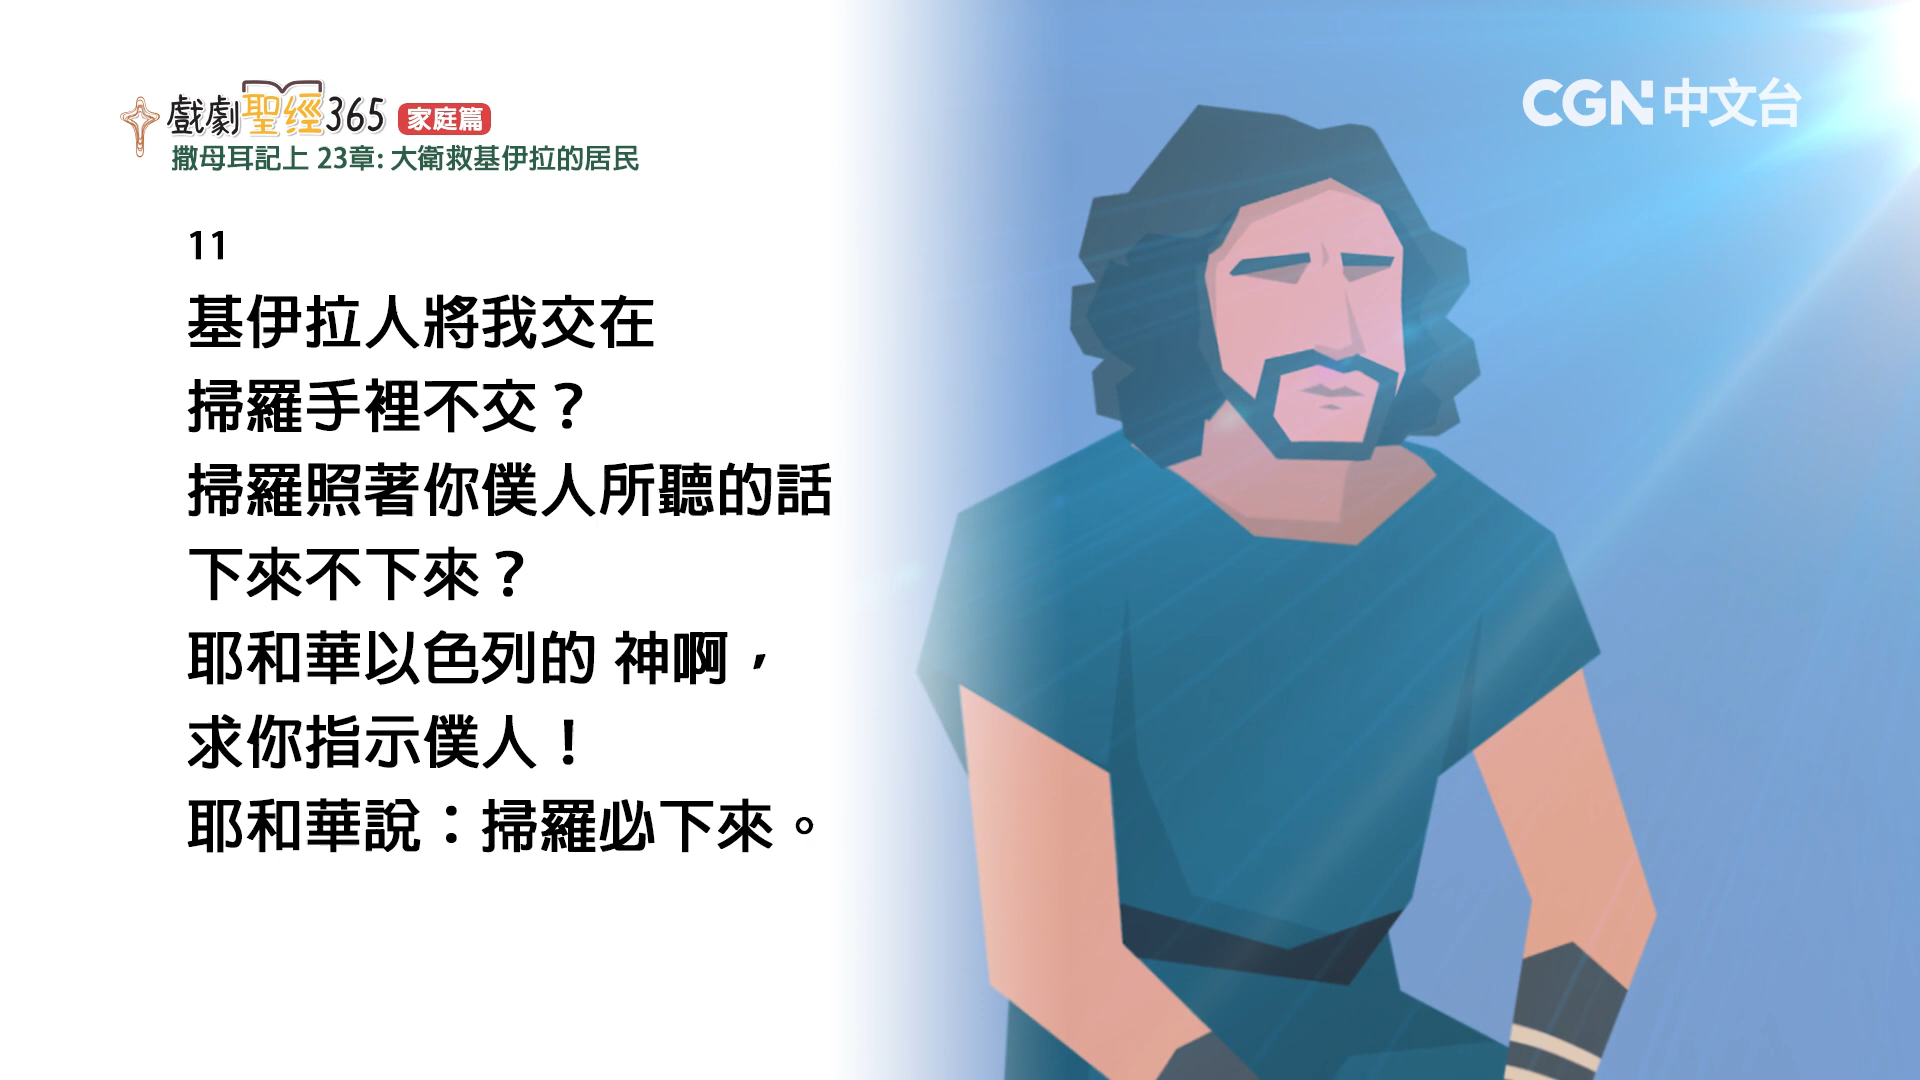 戲劇聖經365 家庭篇
撒母耳記上 23章: 大衛救基伊拉的居民
CGN 中文台
11
基伊拉人將我交在
掃羅手裡不交？
掃羅照著你僕人所聽的話
下來不下來？
耶和華以色列的 神啊，
求你指示僕人！
耶和華說：掃羅必下來。